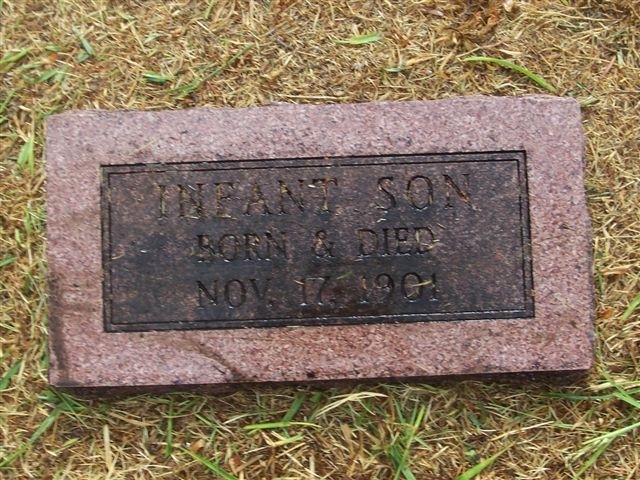 INFANT SON
BORN & DIED
NOV. 17, 1901